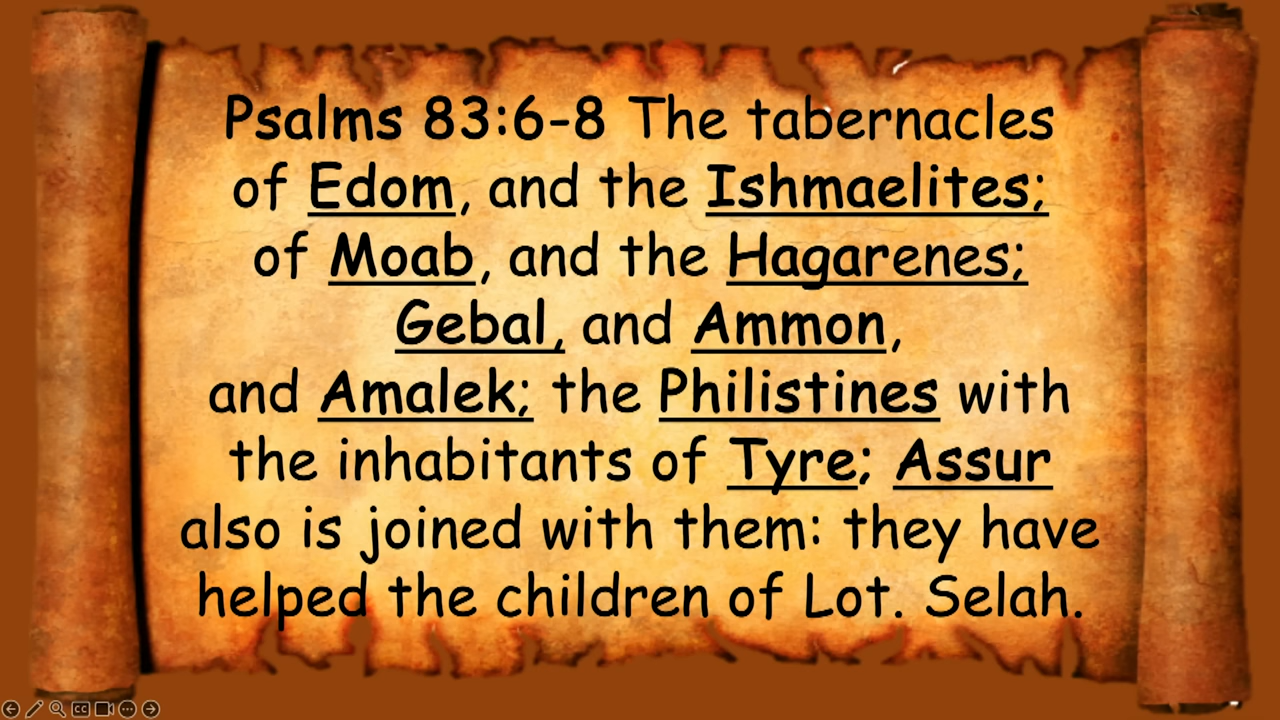 Psalms 83:6-8 The tabernacles
of Edom, and the Ishmaelites;
of Moab, and the Hagarenes;
Gebal, and Ammon,
and Amalek; the Philistines with
the inhabitants of Tyre; Assur
also is joined with them: they have
helped the children of Lot. Selah.
CC